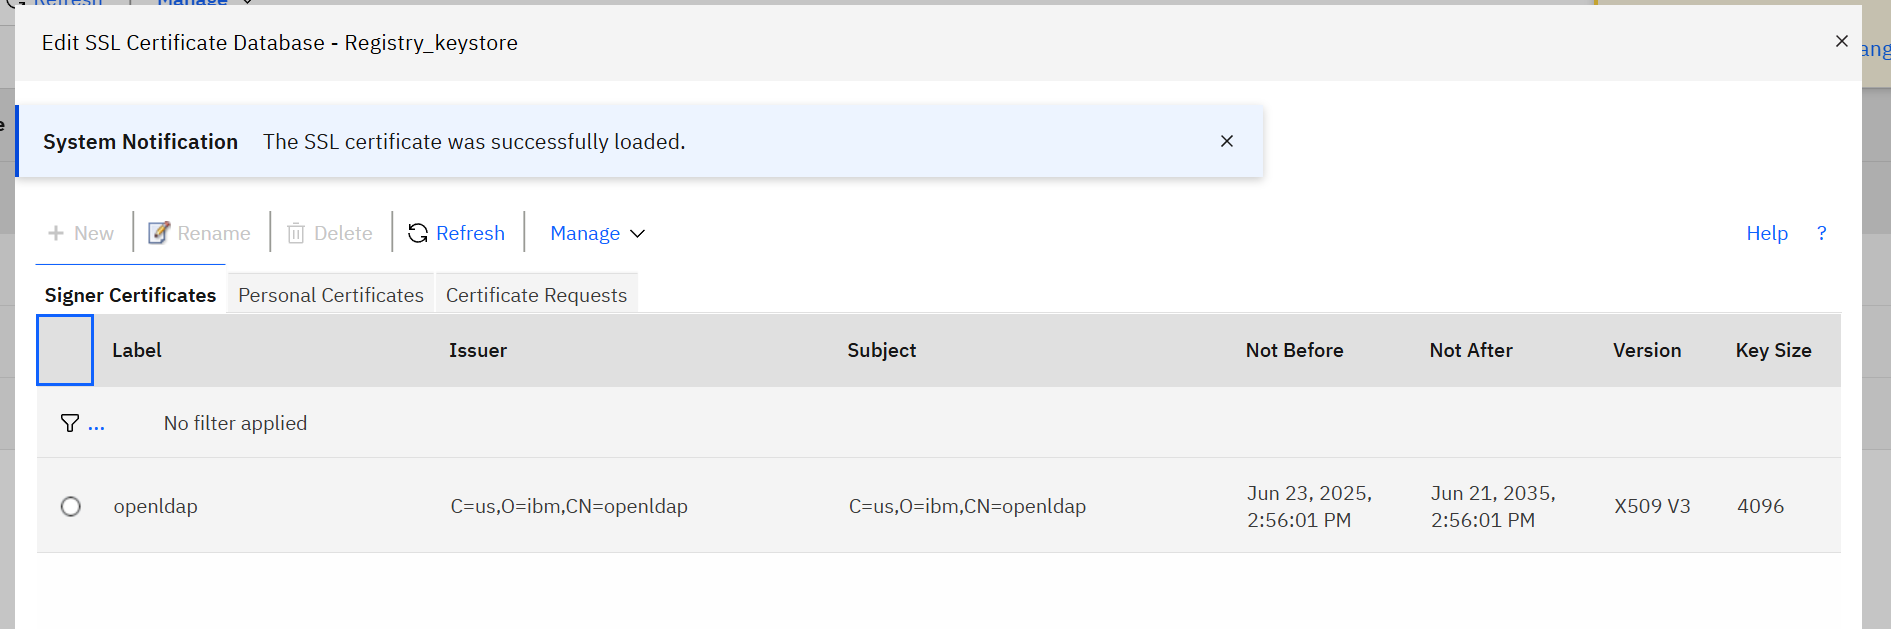 Refresh Manage
Edit SSL Certificate Database - Registry_keystore
System Notification The SSL certificate was successfully loaded.
New Rename Delete Refresh Manage Help ?
Signer Certificates Personal Certificates Certificate Requests
Label Issuer Subject Not Before Not After Version Key Size
... No filter applied
openldap C=us,O=ibm,CN=openldap C=us,O=ibm,CN=openldap Jun 23, 2025, 2:56:01 PM Jun 21, 2035, 2:56:01 PM X509 V3 4096